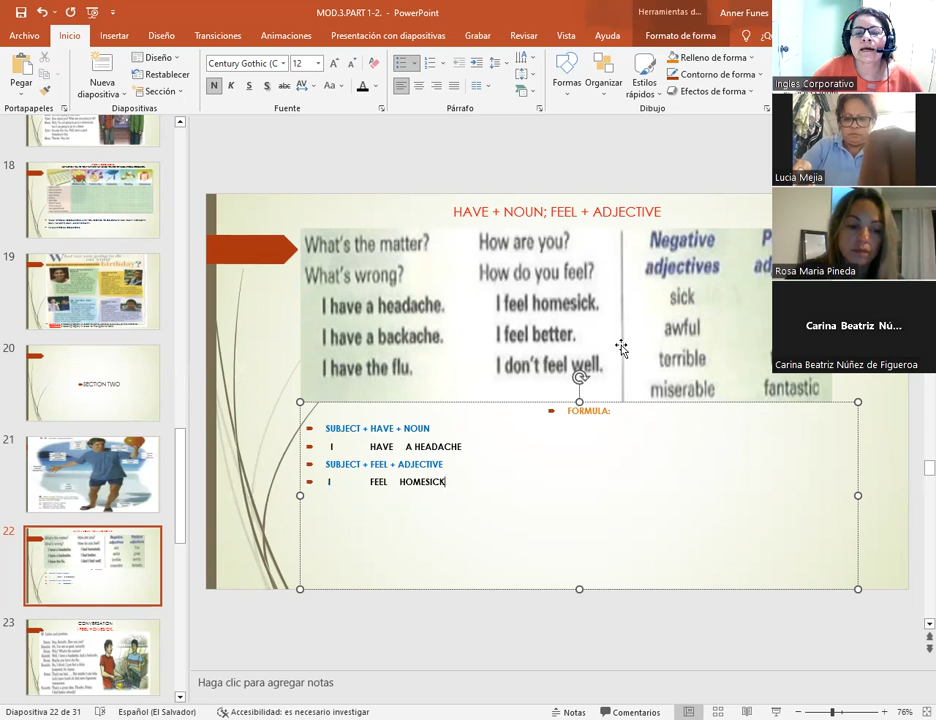 MOD.3.PART 1-2. - PowerPoint
Herramientas d...
Anner Funes
Archivo
Inicio
Insertar
Diseño
Transiciones
Animaciones
Presentación con diapositivas
Grabar
Revisar
Vista
Ayuda
Formato de forma
Pegar
Nueva
diapositiva
Diseño
Restablecer
Sección
Century Gothic (C
12
N
K
S
S
abc
AV
Aa
A
Formas
Organizar
Estilos
rápidos
Relleno de forma
Contorno de forma
Efectos de forma
Portapapeles
Diapositivas
Fuente
Párrafo
Dibujo
Ingles Corporativo
Lucia Mejia
Rosa Maria Pineda
Carina Beatriz Nú...
Carina Beatriz Núñez de Figueroa
18
19
20
SECTION TWO
21
22
23
HAVE + NOUN; FEEL + ADJECTIVE
What's the matter?
What's wrong?
I have a headache.
I have a backache.
I have the flu.
How are you?
How do you feel?
I feel homesick.
I feel better.
I don't feel well.
Negative
adjectives
sick
awful
terrible
miserable
fantastic
FORMULA:
SUBJECT + HAVE + NOUN
I HAVE A HEADACHE
SUBJECT + FEEL + ADJECTIVE
I FEEL HOMESICK
Haga clic para agregar notas
Diapositiva 22 de 31
Español (El Salvador)
Accesibilidad: es necesario investigar
Notas
Comentarios
76%